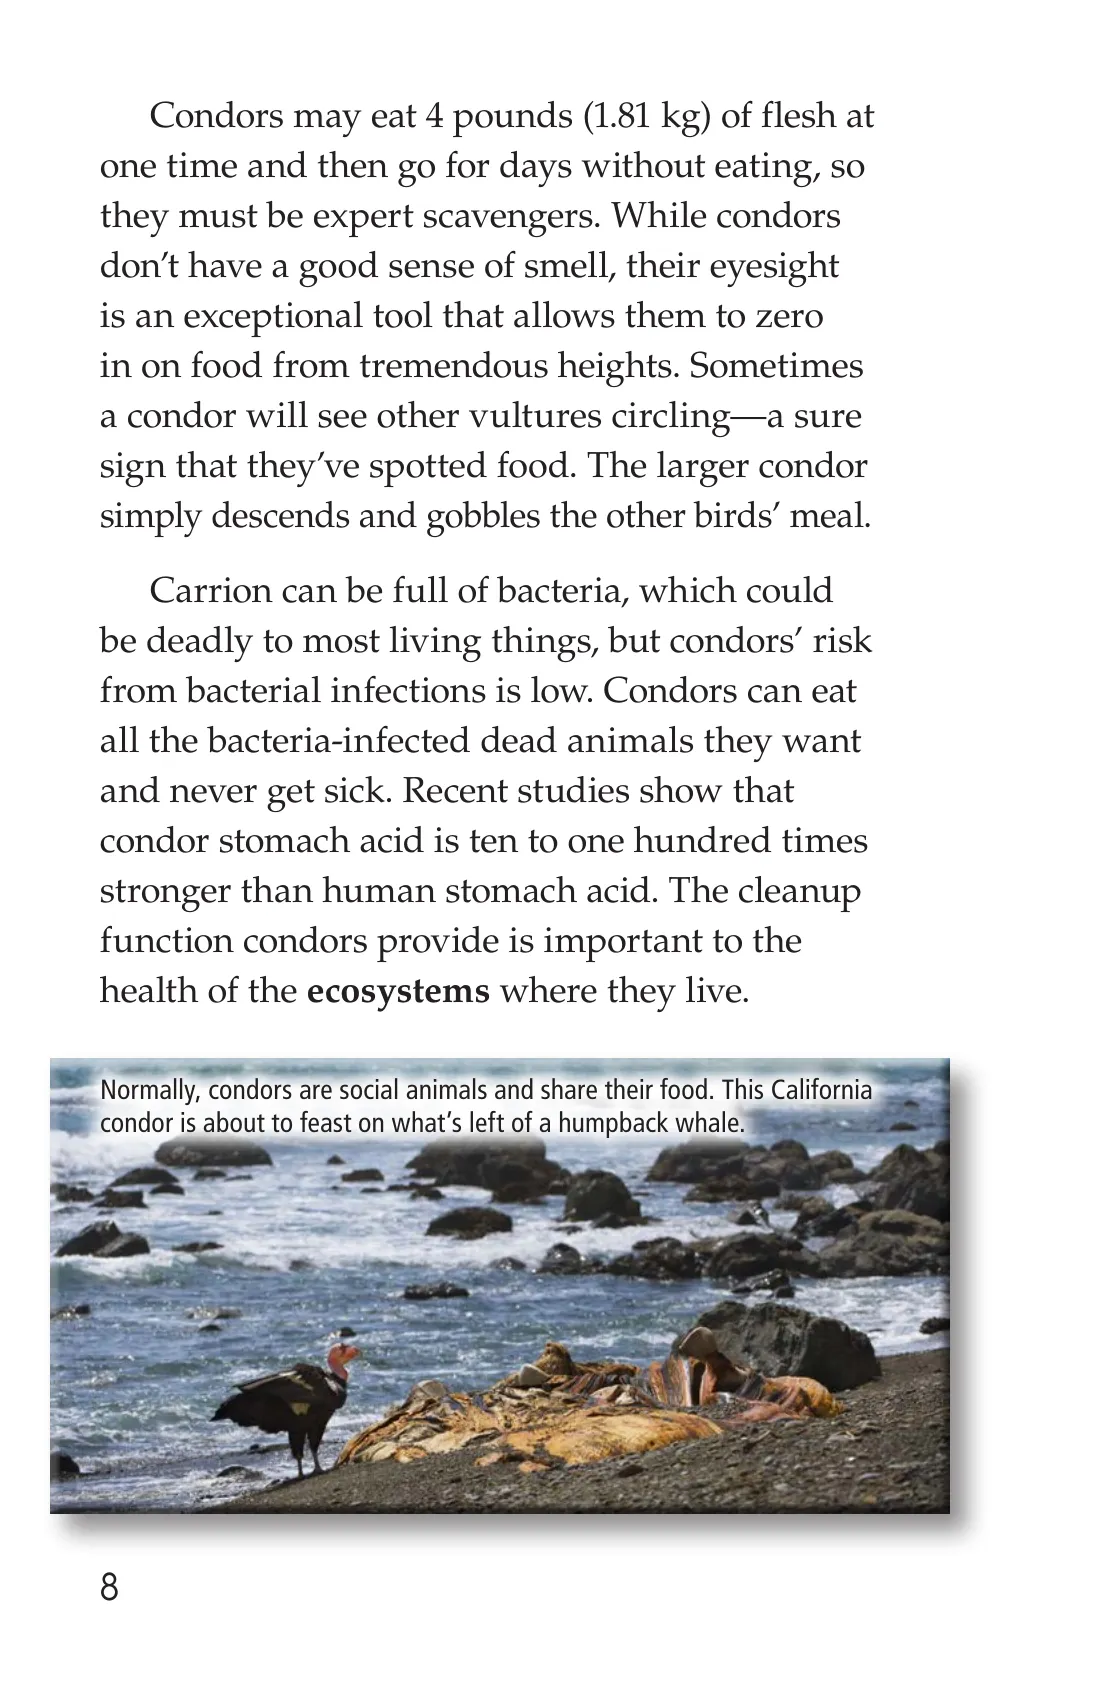 Condors may eat 4 pounds (1.81 kg) of flesh at
one time and then go for days without eating, so
they must be expert scavengers. While condors
don’t have a good sense of smell, their eyesight
is an exceptional tool that allows them to zero
in on food from tremendous heights. Sometimes
a condor will see other vultures circling—a sure
sign that they’ve spotted food. The larger condor
simply descends and gobbles the other birds’ meal.
Carrion can be full of bacteria, which could
be deadly to most living things, but condors’ risk
from bacterial infections is low. Condors can eat
all the bacteria-infected dead animals they want
and never get sick. Recent studies show that
condor stomach acid is ten to one hundred times
stronger than human stomach acid. The cleanup
function condors provide is important to the
health of the ecosystems where they live.
Normally, condors are social animals and share their food. This California
condor is about to feast on what’s left of a humpback whale.
8